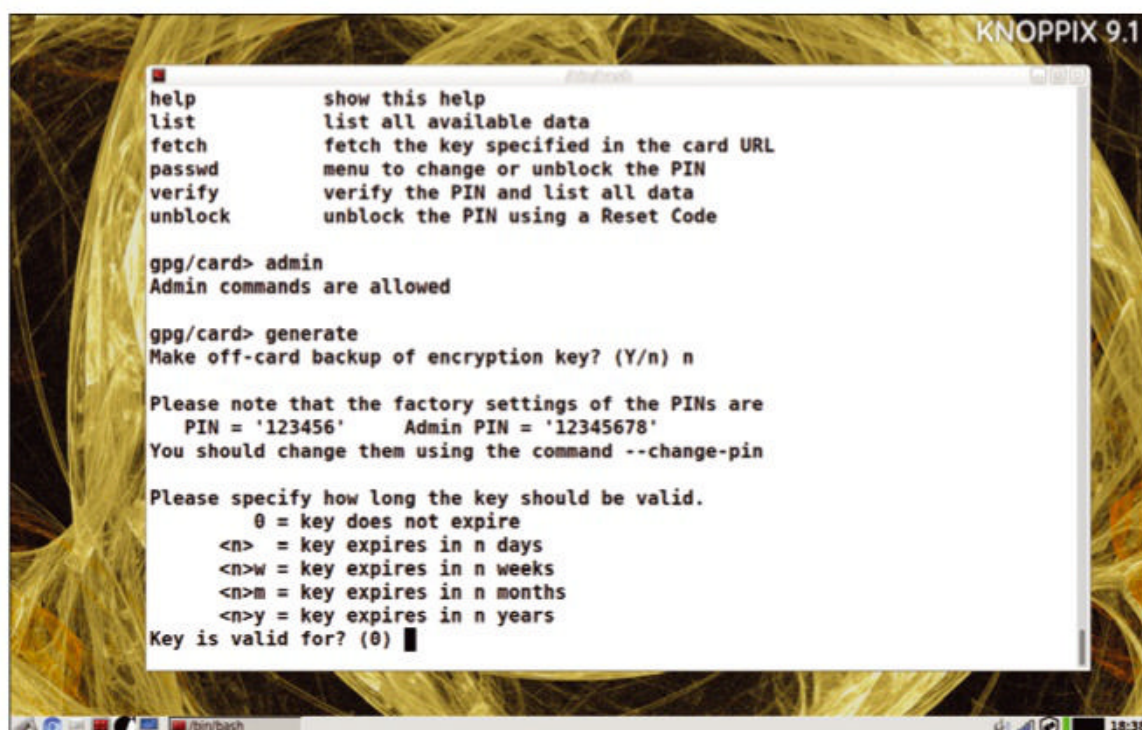 KNOPPIX 9.1
/bin/bash
help show this help
list list all available data
fetch fetch the key specified in the card URL
passwd menu to change or unblock the PIN
verify verify the PIN and list all data
unblock unblock the PIN using a Reset Code
gpg/card> admin
Admin commands are allowed
gpg/card> generate
Make off-card backup of encryption key? (Y/n) n
Please note that the factory settings of the PINs are
PIN = '123456' Admin PIN = '12345678'
You should change them using the command --change-pin
Please specify how long the key should be valid.
0 = key does not expire
<n> = key expires in n days
<n>w = key expires in n weeks
<n>m = key expires in n months
<n>y = key expires in n years
Key is valid for? (0)
/bin/bash
18:38